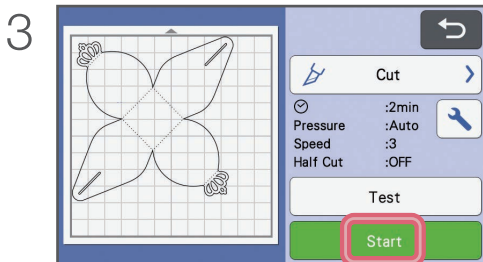 3
Cut
:2min
Pressure :Auto
Speed :3
Half Cut :OFF
Test
Start